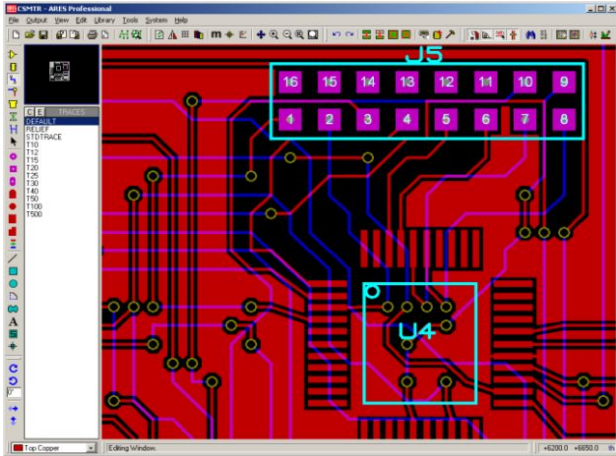 CSMTR - ARES Professional
File Output View Edit Library Tools System Help
J5
16 15 14 13 12 11 10 9
1 2 3 4 5 6 7 8
C E TRACES
DEFAULT
RELIEF
STDTRACE
T10
T12
T15
T20
T25
T30
T40
T50
T100
T500
U4
0°
Top Copper
Editing Window.
+6200.0 +6650.0 th